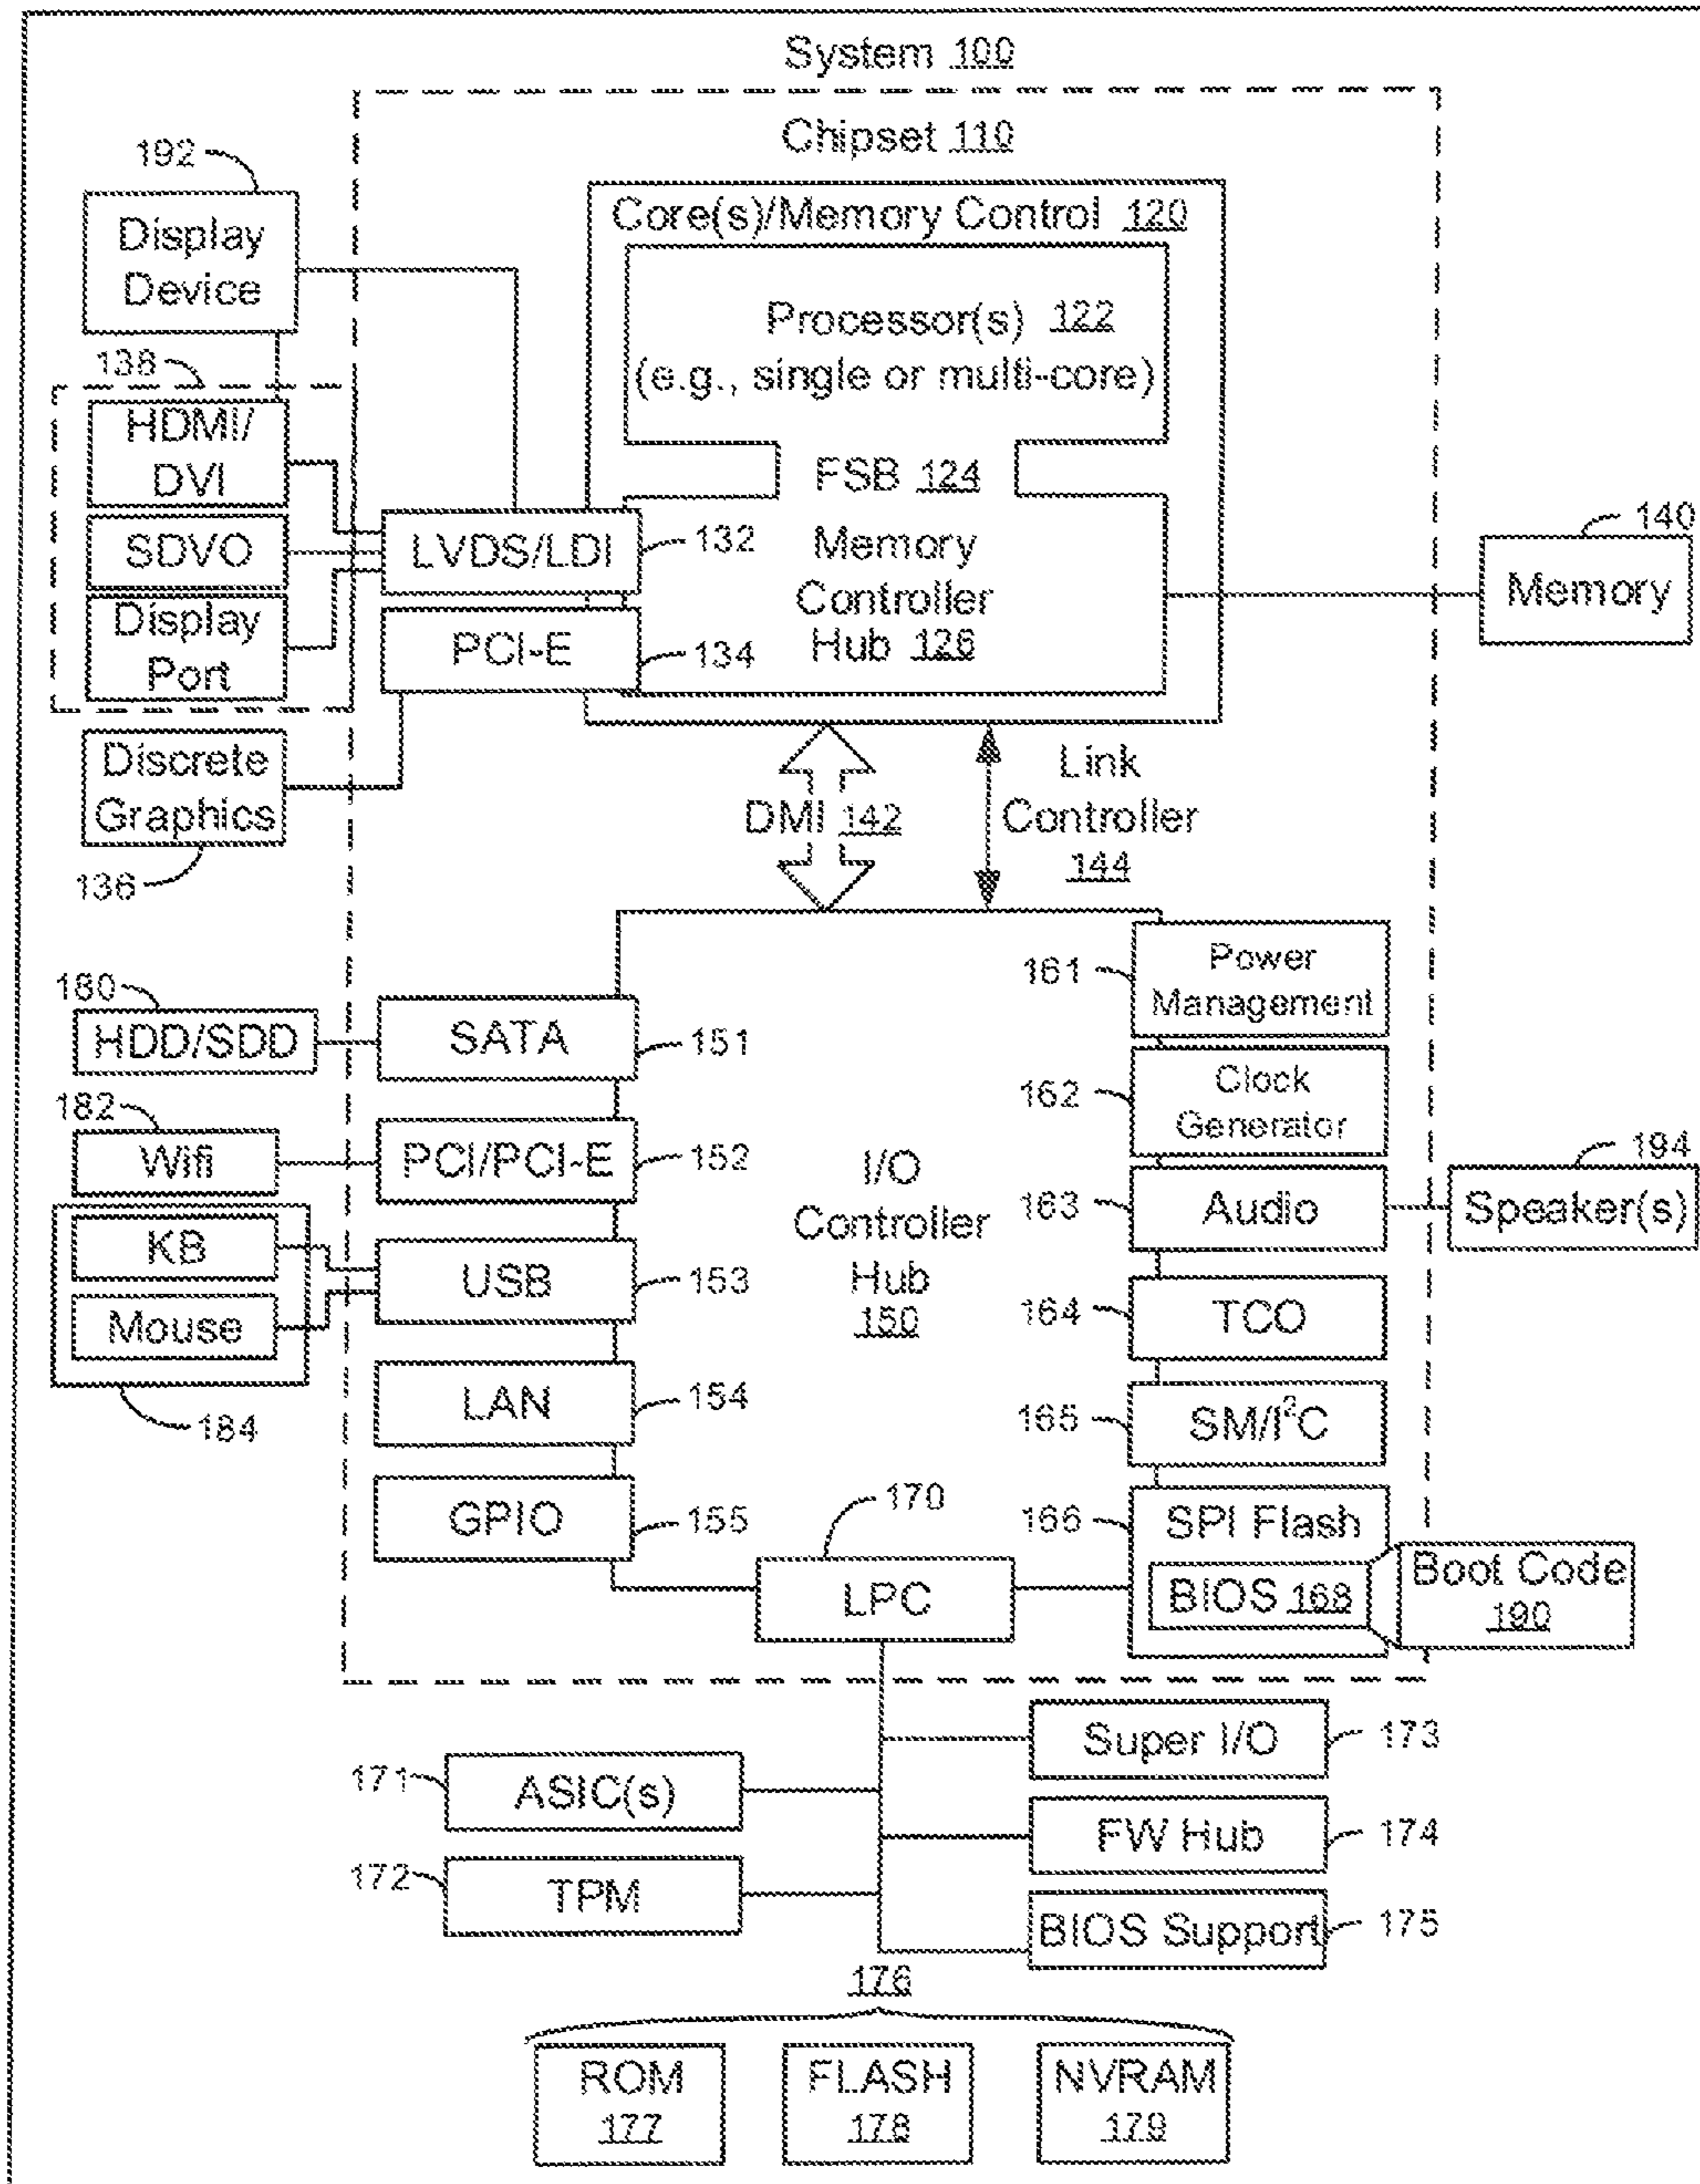 System 100
Chipset 110
192
Display
Device
Core(s)/Memory Control 120
Processor(s) 122
(e.g., single or multi-core)
138
HDMI/
DVI
SDVO
Display
Port
FSB 124
LVDS/LDI
132
Memory
Controller
Hub 126
PCI-E
134
140
Memory
Discrete
Graphics
136
DMI 142
Link
Controller
144
180
HDD/SDD
SATA
151
182
Wifi
PCI/PCI-E
152
KB
Mouse
184
USB
153
LAN
154
GPIO
155
I/O
Controller
Hub
150
161
Power
Management
162
Clock
Generator
163
Audio
194
Speaker(s)
164
TCO
165
SM/I²C
166
SPI Flash
BIOS 168
Boot Code
190
170
LPC
171
ASIC(s)
172
TPM
Super I/O
173
FW Hub
174
BIOS Support
175
176
ROM
177
FLASH
178
NVRAM
179